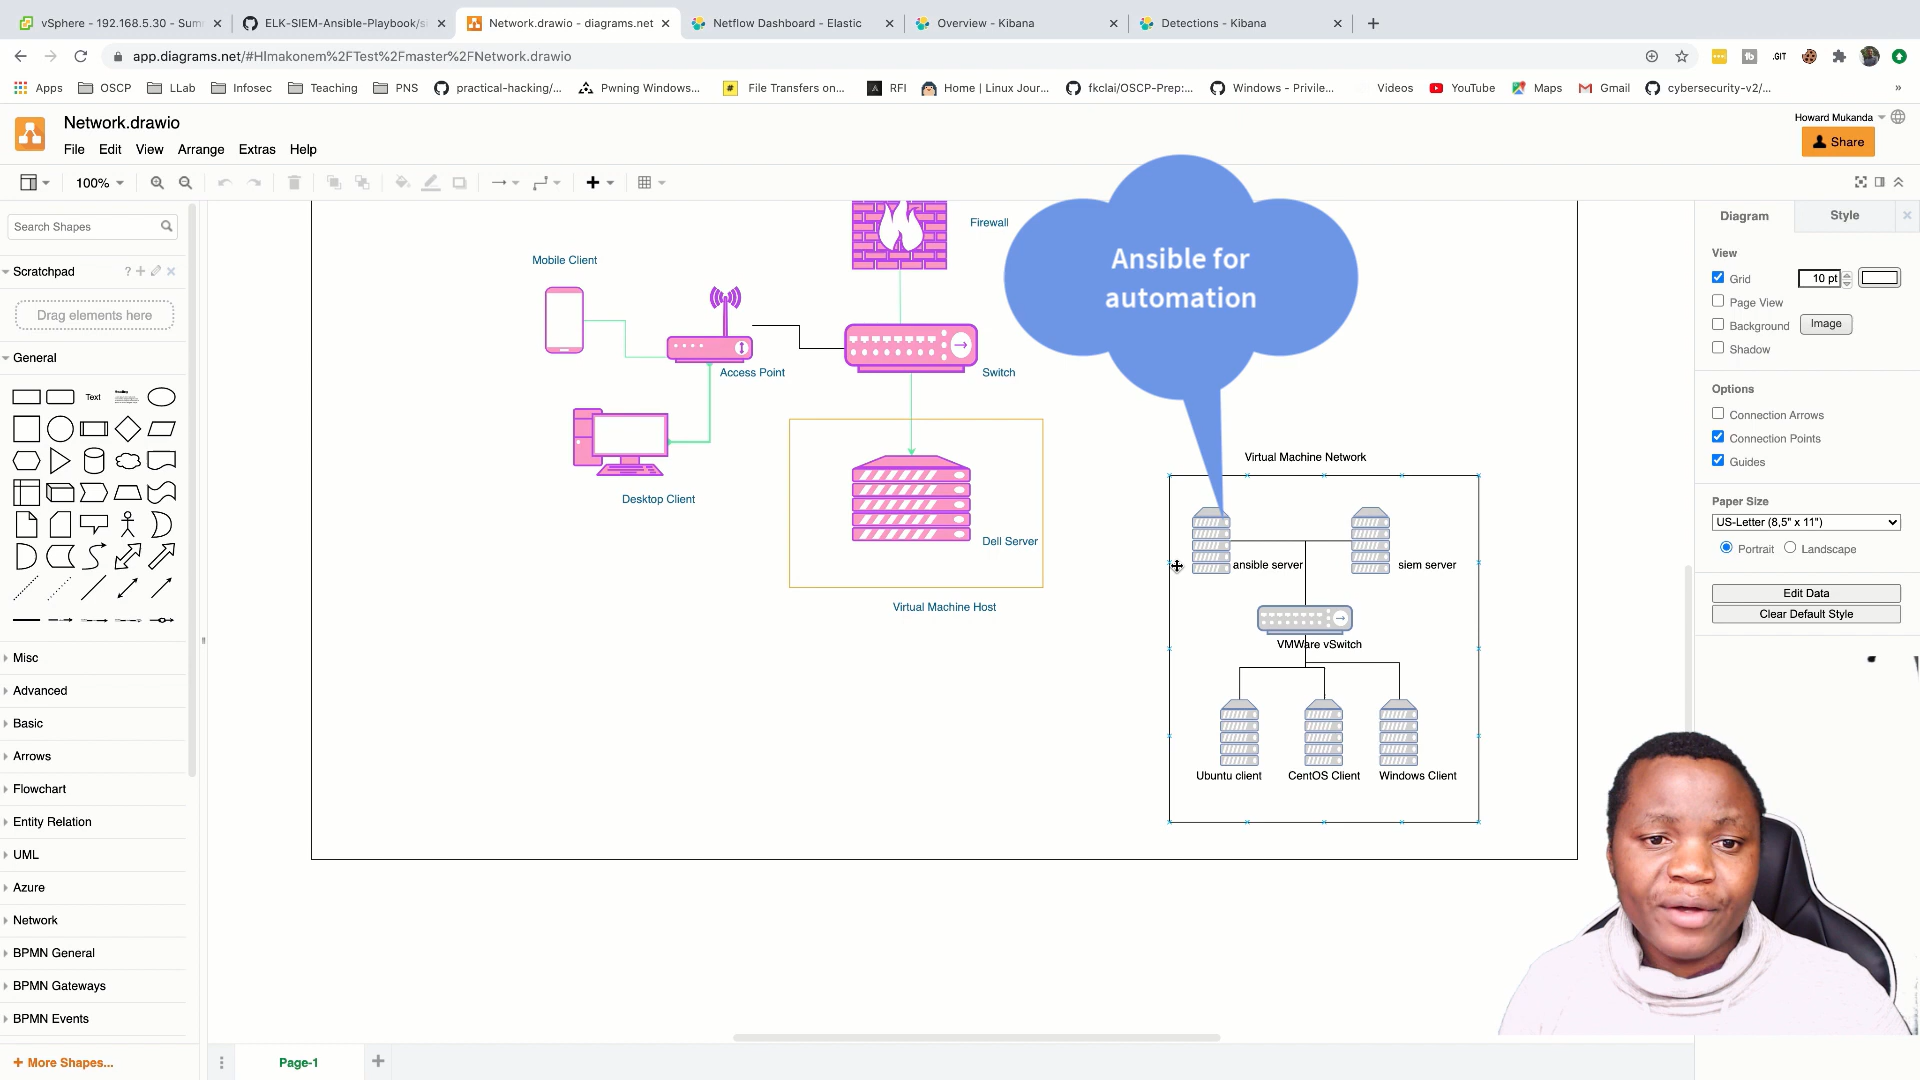 vSphere - 192.168.5.30 - Sum
ELK-SIEM-Ansible-Playbook/si
Network.drawio - diagrams.net
Netflow Dashboard - Elastic
Overview - Kibana
Detections - Kibana
app.diagrams.net/#HImakonem%2FTest%2Fmaster%2FNetwork.drawio
.GIT
Apps
OSCP
LLab
Infosec
Teaching
PNS
practical-hacking/...
Pwning Windows...
File Transfers on...
RFI
Home | Linux Jour...
fkclai/OSCP-Prep:...
Windows - Privile...
Videos
YouTube
Maps
Gmail
cybersecurity-v2/...
»
Network.drawio
Howard Mukanda
File
Edit
View
Arrange
Extras
Help
Share
100%
Search Shapes
Scratchpad
?
Drag elements here
General
Text
Misc
Advanced
Basic
Arrows
Flowchart
Entity Relation
UML
Azure
Network
BPMN General
BPMN Gateways
BPMN Events
+ More Shapes...
Page-1
Firewall
Mobile Client
Access Point
Switch
Desktop Client
Dell Server
Virtual Machine Host
Ansible for
automation
Virtual Machine Network
ansible server
siem server
VMWare vSwitch
Ubuntu client
CentOS Client
Windows Client
Diagram
Style
View
Grid
10 pt
Page View
Background
Image
Shadow
Options
Connection Arrows
Connection Points
Guides
Paper Size
US-Letter (8,5" x 11")
Portrait
Landscape
Edit Data
Clear Default Style